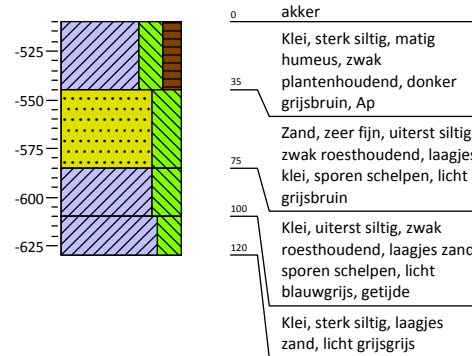 0 akker
-525
Klei, sterk siltig, matig
humeus, zwak
plantenhoudend, donker
grijsbruin, Ap
-550
35
Zand, zeer fijn, uiterst siltig,
zwak roesthoudend, laagjes
klei, sporen schelpen, licht
grijsbruin
-575
75
-600
100
Klei, uiterst siltig, zwak
roesthoudend, laagjes zand,
sporen schelpen, licht
blauwgrijs, getijde
-625
120
Klei, sterk siltig, laagjes
zand, licht grijsgrijs